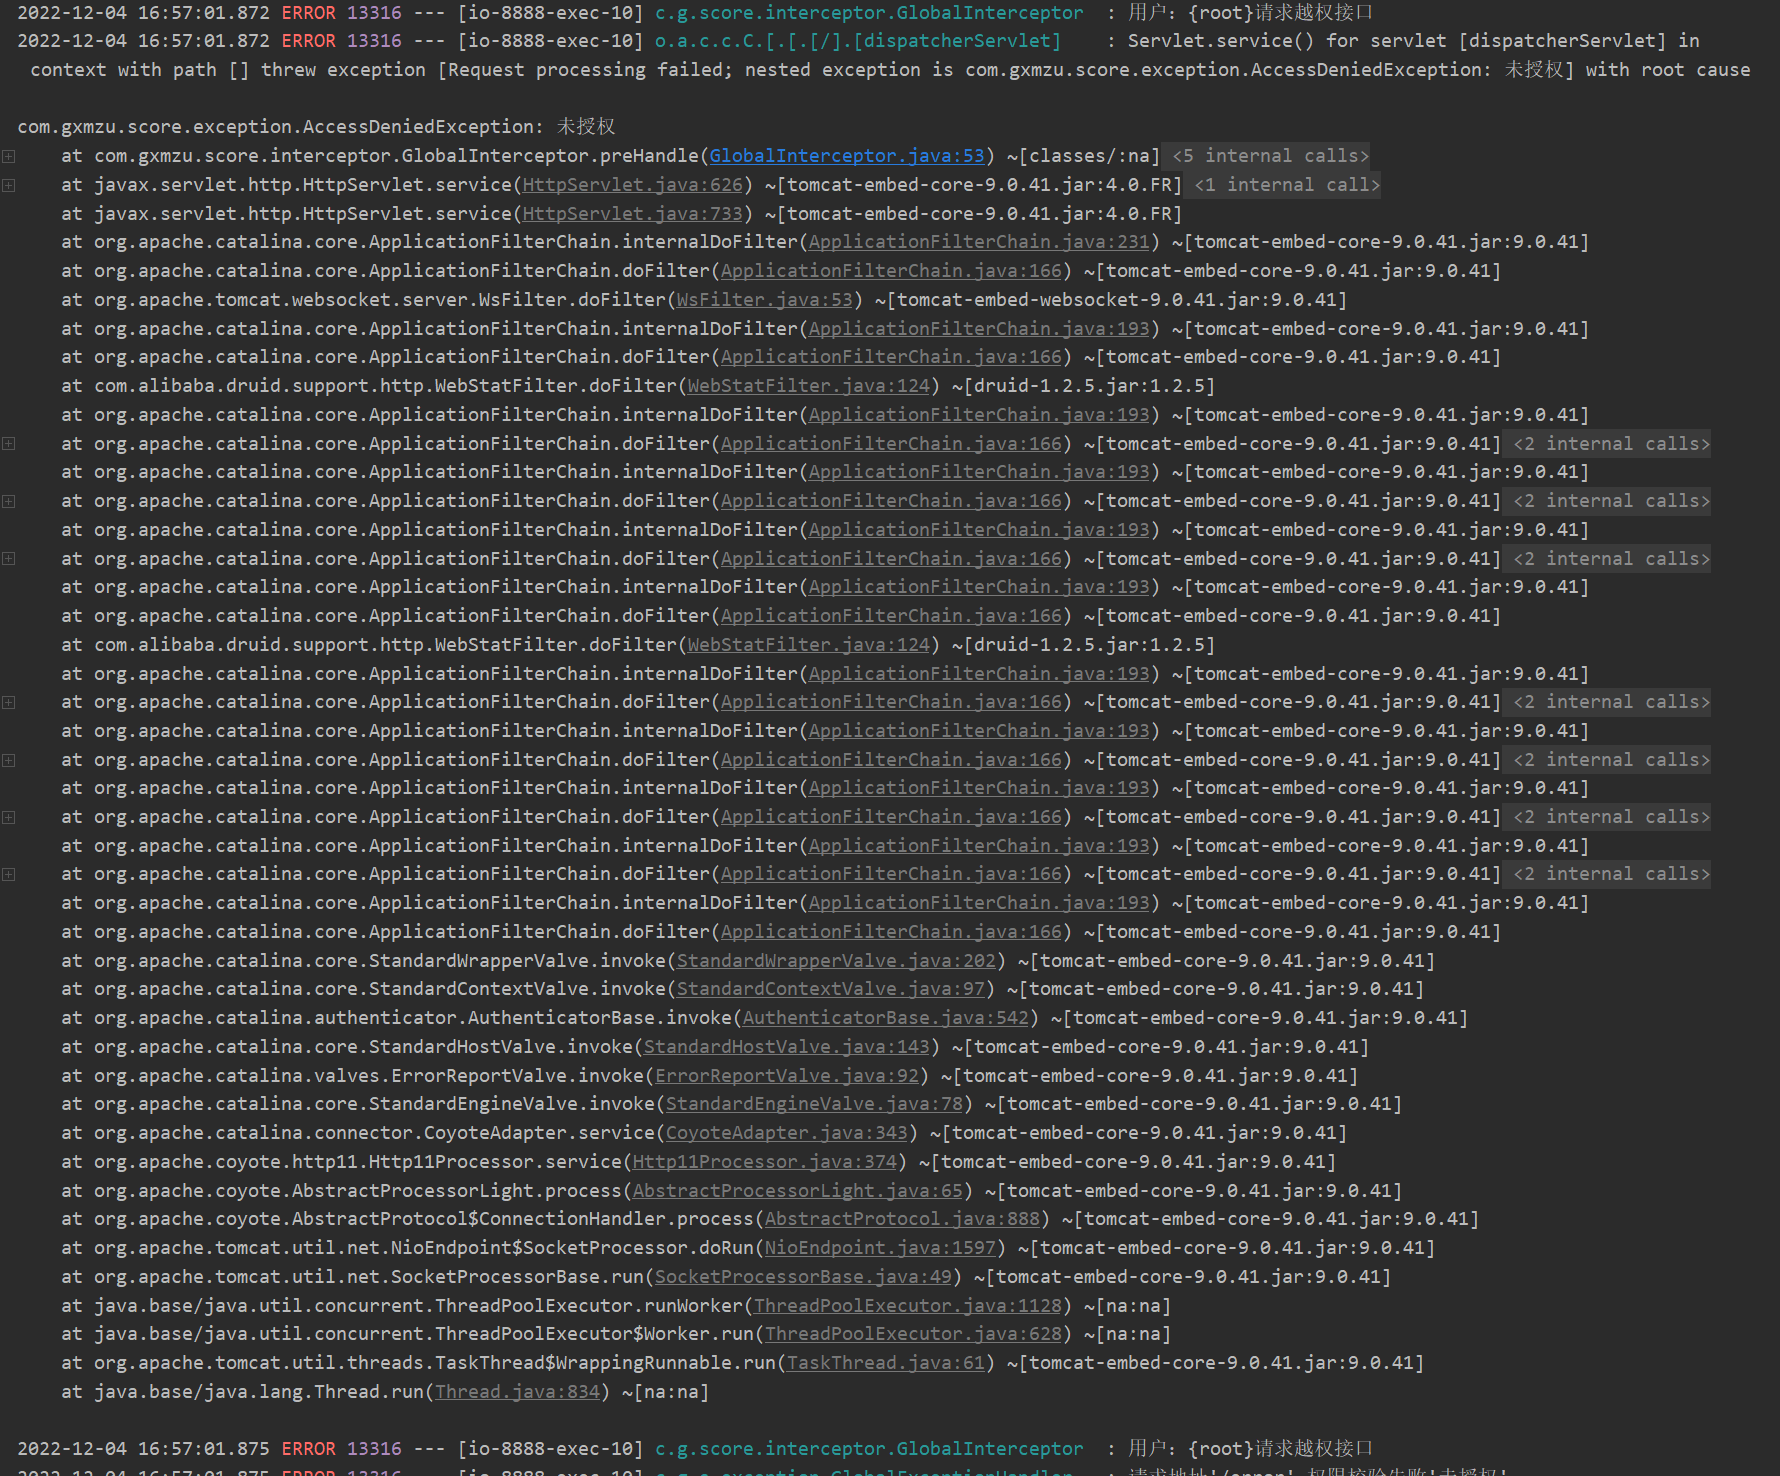 2022-12-04 16:57:01.872 ERROR 13316 --- [io-8888-exec-10] c.g.score.interceptor.GlobalInterceptor  : 用户：{root}请求越权接口
2022-12-04 16:57:01.872 ERROR 13316 --- [io-8888-exec-10] o.a.c.c.C.[.[.[/].[dispatcherServlet]    : Servlet.service() for servlet [dispatcherServlet] in
context with path [] threw exception [Request processing failed; nested exception is com.gxmzu.score.exception.AccessDeniedException: 未授权] with root cause
com.gxmzu.score.exception.AccessDeniedException: 未授权
at com.gxmzu.score.interceptor.GlobalInterceptor.preHandle(GlobalInterceptor.java:53) ~[classes/:na] <5 internal calls>
at javax.servlet.http.HttpServlet.service(HttpServlet.java:626) ~[tomcat-embed-core-9.0.41.jar:4.0.FR] <1 internal call>
at javax.servlet.http.HttpServlet.service(HttpServlet.java:733) ~[tomcat-embed-core-9.0.41.jar:4.0.FR]
at org.apache.catalina.core.ApplicationFilterChain.internalDoFilter(ApplicationFilterChain.java:231) ~[tomcat-embed-core-9.0.41.jar:9.0.41]
at org.apache.catalina.core.ApplicationFilterChain.doFilter(ApplicationFilterChain.java:166) ~[tomcat-embed-core-9.0.41.jar:9.0.41]
at org.apache.tomcat.websocket.server.WsFilter.doFilter(WsFilter.java:53) ~[tomcat-embed-websocket-9.0.41.jar:9.0.41]
at org.apache.catalina.core.ApplicationFilterChain.internalDoFilter(ApplicationFilterChain.java:193) ~[tomcat-embed-core-9.0.41.jar:9.0.41]
at org.apache.catalina.core.ApplicationFilterChain.doFilter(ApplicationFilterChain.java:166) ~[tomcat-embed-core-9.0.41.jar:9.0.41]
at com.alibaba.druid.support.http.WebStatFilter.doFilter(WebStatFilter.java:124) ~[druid-1.2.5.jar:1.2.5]
at org.apache.catalina.core.ApplicationFilterChain.internalDoFilter(ApplicationFilterChain.java:193) ~[tomcat-embed-core-9.0.41.jar:9.0.41]
at org.apache.catalina.core.ApplicationFilterChain.doFilter(ApplicationFilterChain.java:166) ~[tomcat-embed-core-9.0.41.jar:9.0.41] <2 internal calls>
at org.apache.catalina.core.ApplicationFilterChain.internalDoFilter(ApplicationFilterChain.java:193) ~[tomcat-embed-core-9.0.41.jar:9.0.41]
at org.apache.catalina.core.ApplicationFilterChain.doFilter(ApplicationFilterChain.java:166) ~[tomcat-embed-core-9.0.41.jar:9.0.41] <2 internal calls>
at org.apache.catalina.core.ApplicationFilterChain.internalDoFilter(ApplicationFilterChain.java:193) ~[tomcat-embed-core-9.0.41.jar:9.0.41]
at org.apache.catalina.core.ApplicationFilterChain.doFilter(ApplicationFilterChain.java:166) ~[tomcat-embed-core-9.0.41.jar:9.0.41] <2 internal calls>
at org.apache.catalina.core.ApplicationFilterChain.internalDoFilter(ApplicationFilterChain.java:193) ~[tomcat-embed-core-9.0.41.jar:9.0.41]
at org.apache.catalina.core.ApplicationFilterChain.doFilter(ApplicationFilterChain.java:166) ~[tomcat-embed-core-9.0.41.jar:9.0.41]
at com.alibaba.druid.support.http.WebStatFilter.doFilter(WebStatFilter.java:124) ~[druid-1.2.5.jar:1.2.5]
at org.apache.catalina.core.ApplicationFilterChain.internalDoFilter(ApplicationFilterChain.java:193) ~[tomcat-embed-core-9.0.41.jar:9.0.41]
at org.apache.catalina.core.ApplicationFilterChain.doFilter(ApplicationFilterChain.java:166) ~[tomcat-embed-core-9.0.41.jar:9.0.41] <2 internal calls>
at org.apache.catalina.core.ApplicationFilterChain.internalDoFilter(ApplicationFilterChain.java:193) ~[tomcat-embed-core-9.0.41.jar:9.0.41]
at org.apache.catalina.core.ApplicationFilterChain.doFilter(ApplicationFilterChain.java:166) ~[tomcat-embed-core-9.0.41.jar:9.0.41] <2 internal calls>
at org.apache.catalina.core.ApplicationFilterChain.internalDoFilter(ApplicationFilterChain.java:193) ~[tomcat-embed-core-9.0.41.jar:9.0.41]
at org.apache.catalina.core.ApplicationFilterChain.doFilter(ApplicationFilterChain.java:166) ~[tomcat-embed-core-9.0.41.jar:9.0.41] <2 internal calls>
at org.apache.catalina.core.ApplicationFilterChain.internalDoFilter(ApplicationFilterChain.java:193) ~[tomcat-embed-core-9.0.41.jar:9.0.41]
at org.apache.catalina.core.ApplicationFilterChain.doFilter(ApplicationFilterChain.java:166) ~[tomcat-embed-core-9.0.41.jar:9.0.41] <2 internal calls>
at org.apache.catalina.core.ApplicationFilterChain.internalDoFilter(ApplicationFilterChain.java:193) ~[tomcat-embed-core-9.0.41.jar:9.0.41]
at org.apache.catalina.core.ApplicationFilterChain.doFilter(ApplicationFilterChain.java:166) ~[tomcat-embed-core-9.0.41.jar:9.0.41]
at org.apache.catalina.core.StandardWrapperValve.invoke(StandardWrapperValve.java:202) ~[tomcat-embed-core-9.0.41.jar:9.0.41]
at org.apache.catalina.core.StandardContextValve.invoke(StandardContextValve.java:97) ~[tomcat-embed-core-9.0.41.jar:9.0.41]
at org.apache.catalina.authenticator.AuthenticatorBase.invoke(AuthenticatorBase.java:542) ~[tomcat-embed-core-9.0.41.jar:9.0.41]
at org.apache.catalina.core.StandardHostValve.invoke(StandardHostValve.java:143) ~[tomcat-embed-core-9.0.41.jar:9.0.41]
at org.apache.catalina.valves.ErrorReportValve.invoke(ErrorReportValve.java:92) ~[tomcat-embed-core-9.0.41.jar:9.0.41]
at org.apache.catalina.core.StandardEngineValve.invoke(StandardEngineValve.java:78) ~[tomcat-embed-core-9.0.41.jar:9.0.41]
at org.apache.catalina.connector.CoyoteAdapter.service(CoyoteAdapter.java:343) ~[tomcat-embed-core-9.0.41.jar:9.0.41]
at org.apache.coyote.http11.Http11Processor.service(Http11Processor.java:374) ~[tomcat-embed-core-9.0.41.jar:9.0.41]
at org.apache.coyote.AbstractProcessorLight.process(AbstractProcessorLight.java:65) ~[tomcat-embed-core-9.0.41.jar:9.0.41]
at org.apache.coyote.AbstractProtocol$ConnectionHandler.process(AbstractProtocol.java:888) ~[tomcat-embed-core-9.0.41.jar:9.0.41]
at org.apache.tomcat.util.net.NioEndpoint$SocketProcessor.doRun(NioEndpoint.java:1597) ~[tomcat-embed-core-9.0.41.jar:9.0.41]
at org.apache.tomcat.util.net.SocketProcessorBase.run(SocketProcessorBase.java:49) ~[tomcat-embed-core-9.0.41.jar:9.0.41]
at java.base/java.util.concurrent.ThreadPoolExecutor.runWorker(ThreadPoolExecutor.java:1128) ~[na:na]
at java.base/java.util.concurrent.ThreadPoolExecutor$Worker.run(ThreadPoolExecutor.java:628) ~[na:na]
at org.apache.tomcat.util.threads.TaskThread$WrappingRunnable.run(TaskThread.java:61) ~[tomcat-embed-core-9.0.41.jar:9.0.41]
at java.base/java.lang.Thread.run(Thread.java:834) ~[na:na]
2022-12-04 16:57:01.875 ERROR 13316 --- [io-8888-exec-10] c.g.score.interceptor.GlobalInterceptor  : 用户：{root}请求越权接口
2022-12-04 16:57:01.875 ERROR 13316 --- [io-8888-exec-10] c.g.s.exception.GlobalExceptionHandler   : 请求地址'/error',权限校验失败'未授权'